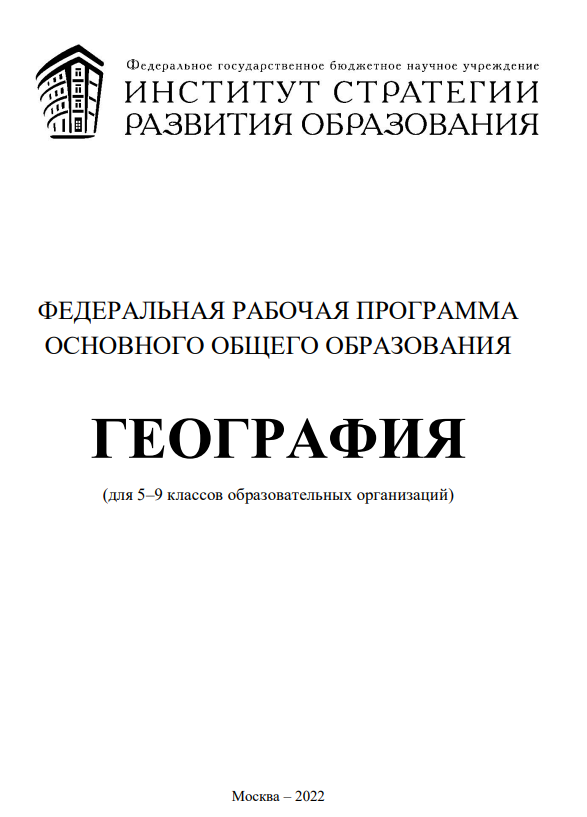 Федеральное государственное бюджетное научное учреждение
ИНСТИТУТ СТРАТЕГИИ
РАЗВИТИЯ ОБРАЗОВАНИЯ
ФЕДЕРАЛЬНАЯ РАБОЧАЯ ПРОГРАММА
ОСНОВНОГО ОБЩЕГО ОБРАЗОВАНИЯ
ГЕОГРАФИЯ
(для 5–9 классов образовательных организаций)
Москва – 2022